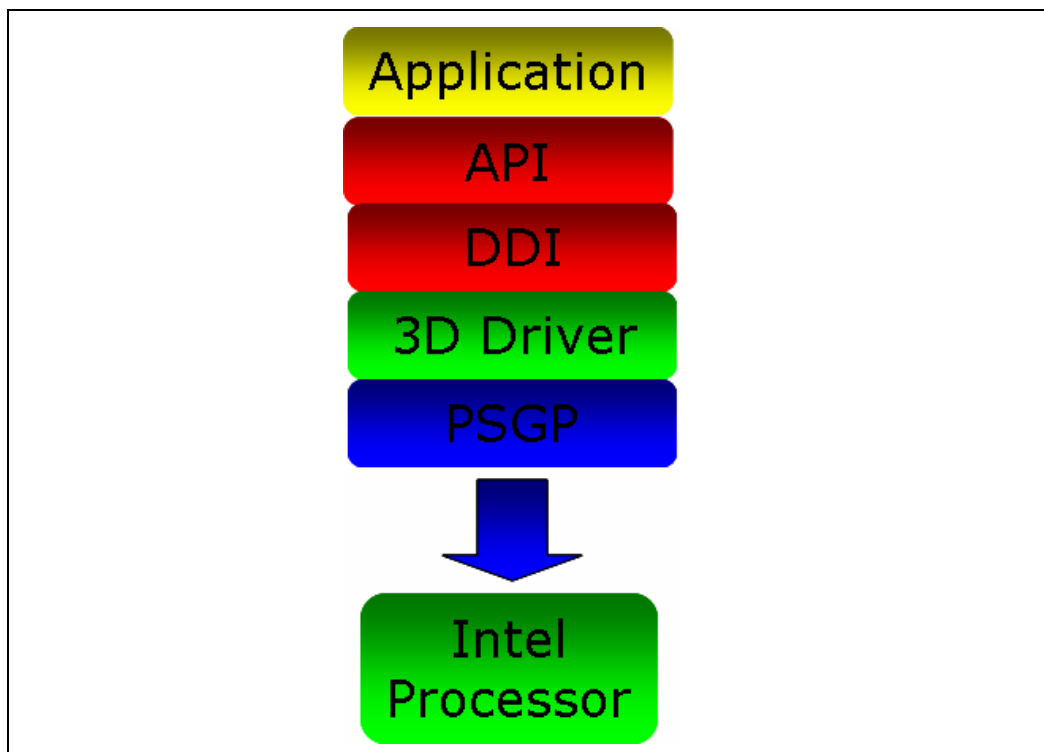 Application
API
DDI
3D Driver
PSGP
Intel
Processor